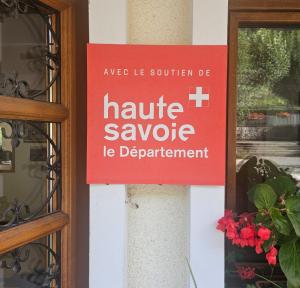 AVEC LE SOUTIEN DE
haute
savoie
le Département